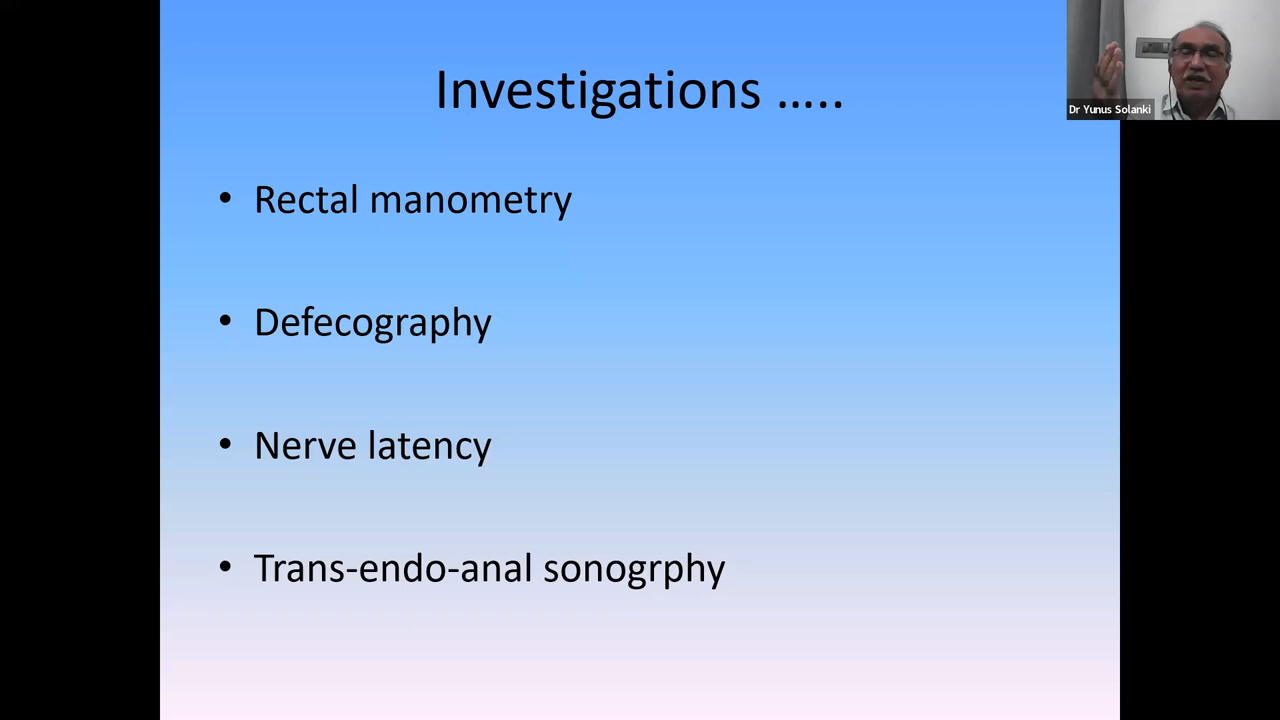 Investigations .....
Dr Yunus Solanki
• Rectal manometry
• Defecography
• Nerve latency
• Trans-endo-anal sonogrphy